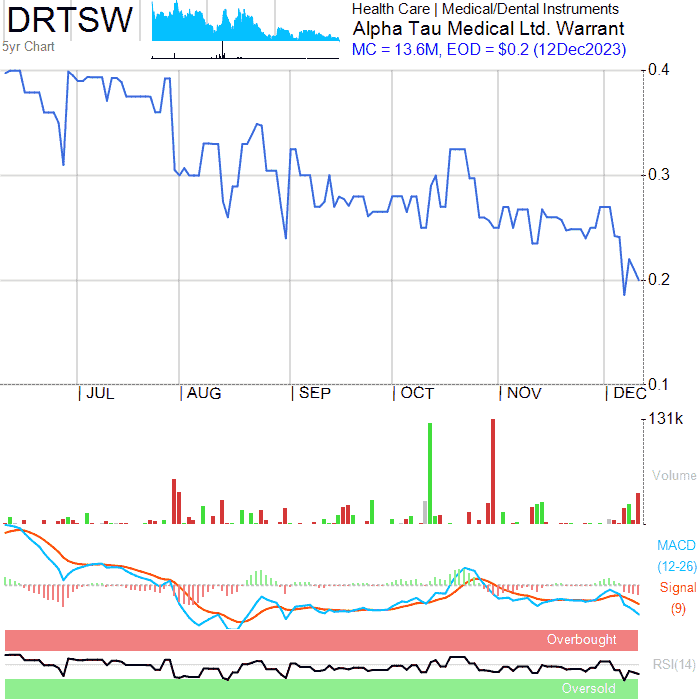 DRTSW
5yr Chart
Health Care | Medical/Dental Instruments
Alpha Tau Medical Ltd. Warrant
MC = 13.6M, EOD = $0.2 (12Dec2023)
0.4
0.3
0.2
0.1
| JUL | AUG | SEP | OCT | NOV | DEC
131k
Volume
MACD
(12-26)
Signal
(9)
Overbought
RSI(14)
Oversold